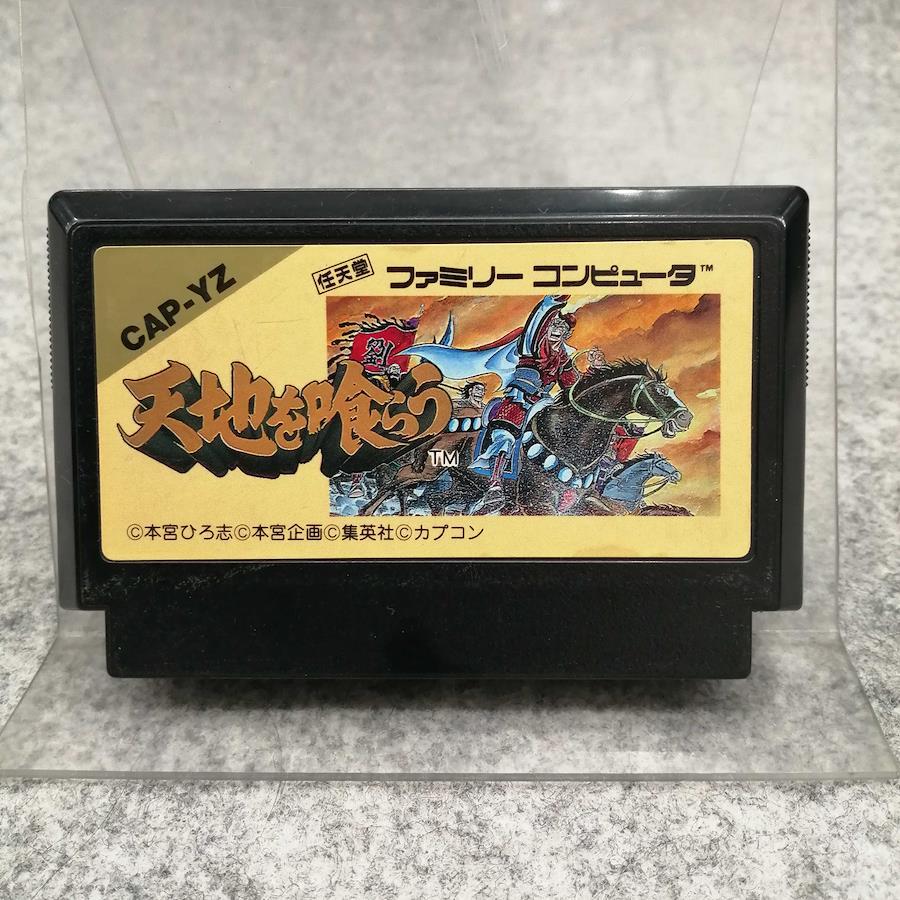 CAP-YZ
任天堂 ファミリー コンピュータ™
劉
天地を喰らう
TM
©本宮ひろ志©本宮企画©集英社©カプコン